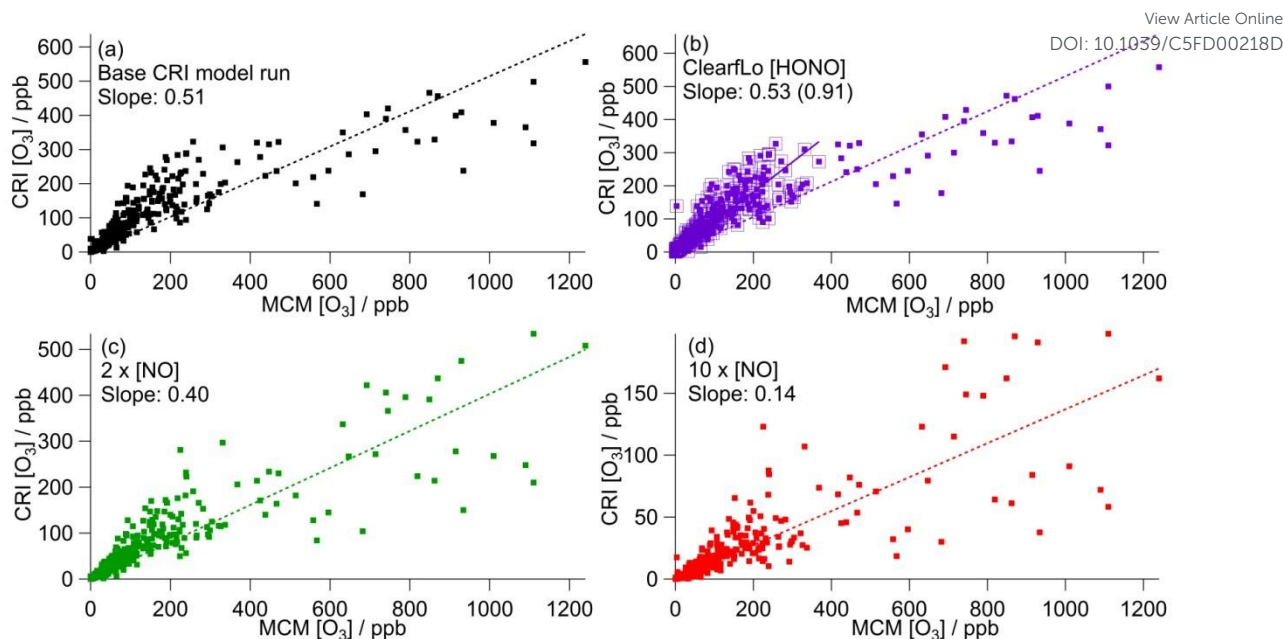 View Article Online
DOI: 10.1039/C5FD00218D
(a)
Base CRI model run
Slope: 0.51
CRI [O3] / ppb
600
500
400
300
200
100
0
0 200 400 600 800 1000 1200
MCM [O3] / ppb
(b)
ClearfLo [HONO]
Slope: 0.53 (0.91)
CRI [O3] / ppb
600
500
400
300
200
100
0
0 200 400 600 800 1000 1200
MCM [O3] / ppb
(c)
2 x [NO]
Slope: 0.40
CRI [O3] / ppb
500
400
300
200
100
0
0 200 400 600 800 1000 1200
MCM [O3] / ppb
(d)
10 x [NO]
Slope: 0.14
CRI [O3] / ppb
150
100
50
0
0 200 400 600 800 1000 1200
MCM [O3] / ppb